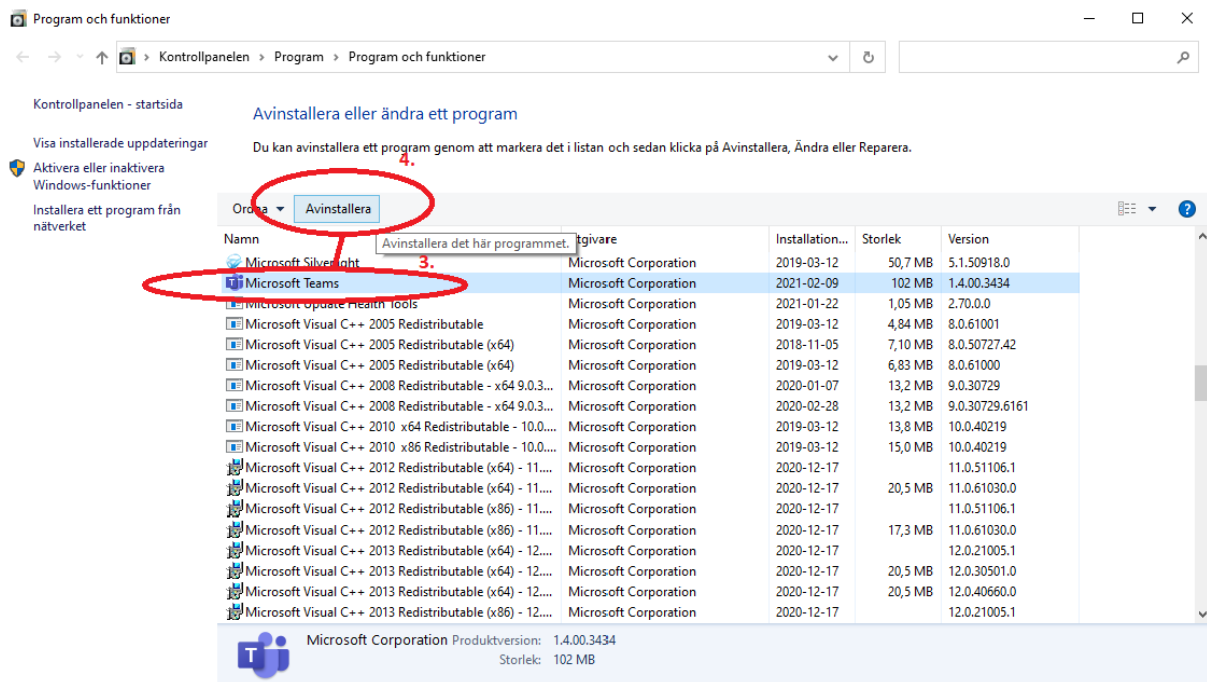 Program och funktioner
Kontrollpanelen > Program > Program och funktioner
Kontrollpanelen - startsida
Visa installerade uppdateringar
Aktivera eller inaktivera
Windows-funktioner
Installera ett program från
nätverket
Avinstallera eller ändra ett program
Du kan avinstallera ett program genom att markera det i listan och sedan klicka på Avinstallera, Ändra eller Reparera.
4.
Ordna Avinstallera
Avinstallera det här programmet.
3.
Namn tgivare Installation... Storlek Version
Microsoft Silverlight Microsoft Corporation 2019-03-12 50,7 MB 5.1.50918.0
Microsoft Teams Microsoft Corporation 2021-02-09 102 MB 1.4.00.3434
Microsoft Update Health Tools Microsoft Corporation 2021-01-22 1,05 MB 2.70.0.0
Microsoft Visual C++ 2005 Redistributable Microsoft Corporation 2019-03-12 4,84 MB 8.0.61001
Microsoft Visual C++ 2005 Redistributable (x64) Microsoft Corporation 2018-11-05 7,10 MB 8.0.50727.42
Microsoft Visual C++ 2005 Redistributable (x64) Microsoft Corporation 2019-03-12 6,83 MB 8.0.61000
Microsoft Visual C++ 2008 Redistributable - x64 9.0.3... Microsoft Corporation 2020-01-07 13,2 MB 9.0.30729
Microsoft Visual C++ 2008 Redistributable - x64 9.0.3... Microsoft Corporation 2020-02-28 13,2 MB 9.0.30729.6161
Microsoft Visual C++ 2010 x64 Redistributable - 10.0.... Microsoft Corporation 2019-03-12 13,8 MB 10.0.40219
Microsoft Visual C++ 2010 x86 Redistributable - 10.0.... Microsoft Corporation 2019-03-12 15,0 MB 10.0.40219
Microsoft Visual C++ 2012 Redistributable (x64) - 11.... Microsoft Corporation 2020-12-17 11.0.51106.1
Microsoft Visual C++ 2012 Redistributable (x64) - 11.... Microsoft Corporation 2020-12-17 20,5 MB 11.0.61030.0
Microsoft Visual C++ 2012 Redistributable (x86) - 11.... Microsoft Corporation 2020-12-17 11.0.51106.1
Microsoft Visual C++ 2012 Redistributable (x86) - 11.... Microsoft Corporation 2020-12-17 17,3 MB 11.0.61030.0
Microsoft Visual C++ 2013 Redistributable (x64) - 12.... Microsoft Corporation 2020-12-17 12.0.21005.1
Microsoft Visual C++ 2013 Redistributable (x64) - 12.... Microsoft Corporation 2020-12-17 20,5 MB 12.0.30501.0
Microsoft Visual C++ 2013 Redistributable (x64) - 12.... Microsoft Corporation 2020-12-17 20,5 MB 12.0.40660.0
Microsoft Visual C++ 2013 Redistributable (x86) - 12.... Microsoft Corporation 2020-12-17 12.0.21005.1
Microsoft Corporation Produktversion: 1.4.00.3434
Storlek: 102 MB